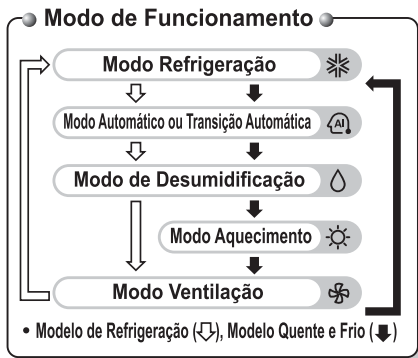 Modo de Funcionamento
Modo Refrigeração
Modo Automático ou Transição Automática
AI
Modo de Desumidificação
Modo Aquecimento
Modo Ventilação
• Modelo de Refrigeração (⇩), Modelo Quente e Frio (🡇)